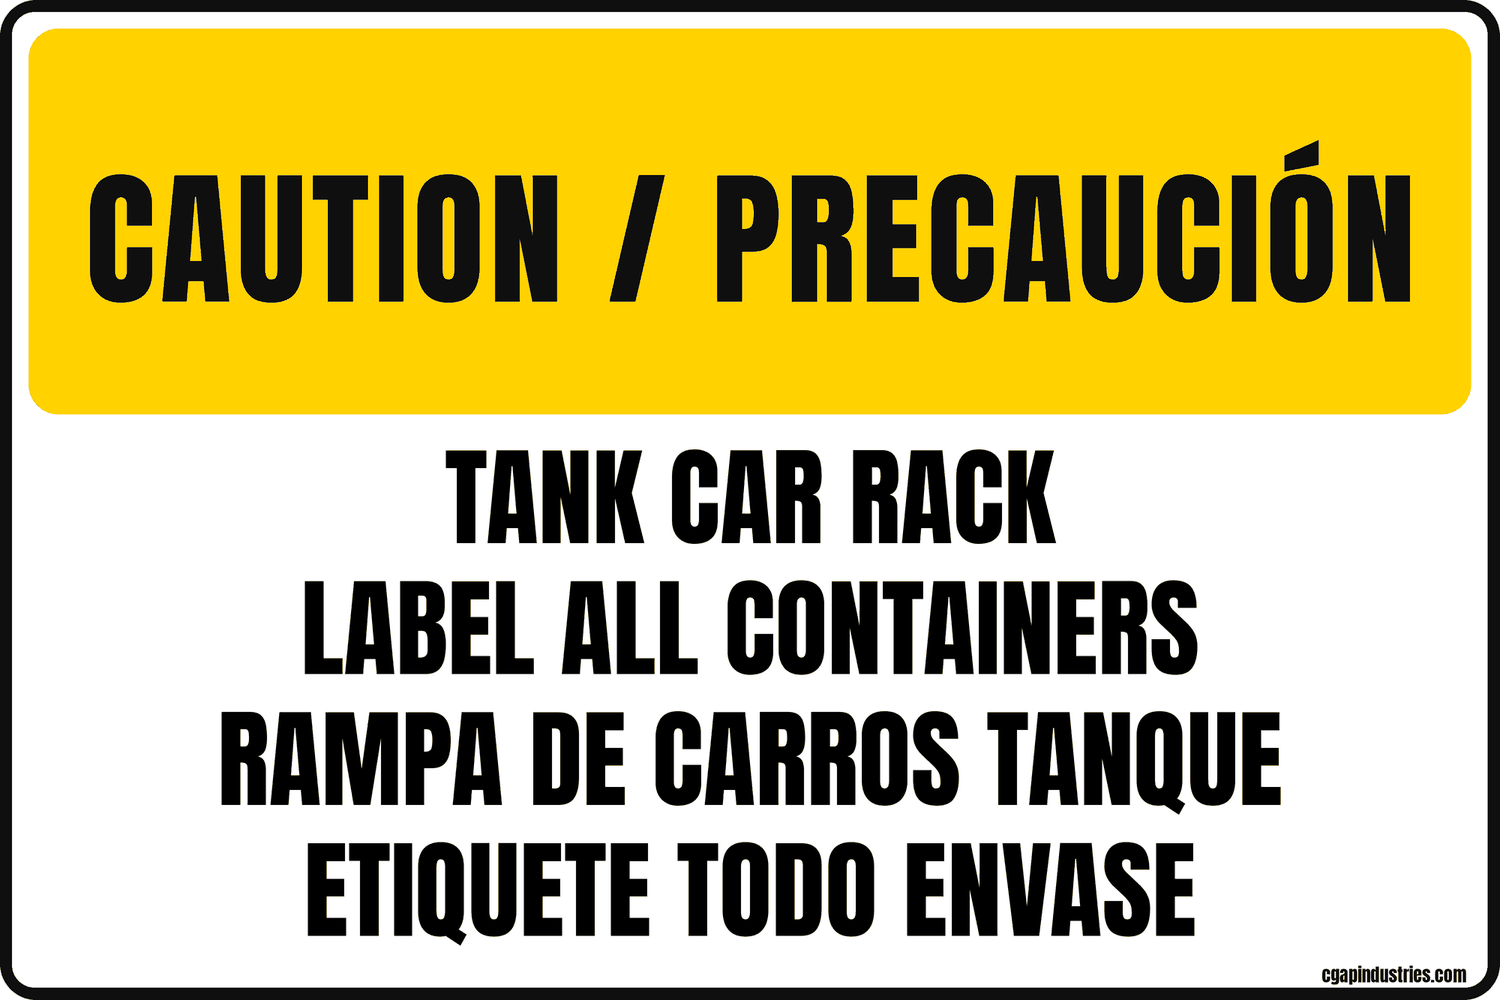 CAUTION / PRECAUCIÓN
TANK CAR RACK
LABEL ALL CONTAINERS
RAMPA DE CARROS TANQUE
ETIQUETE TODO ENVASE
cgapindustries.com